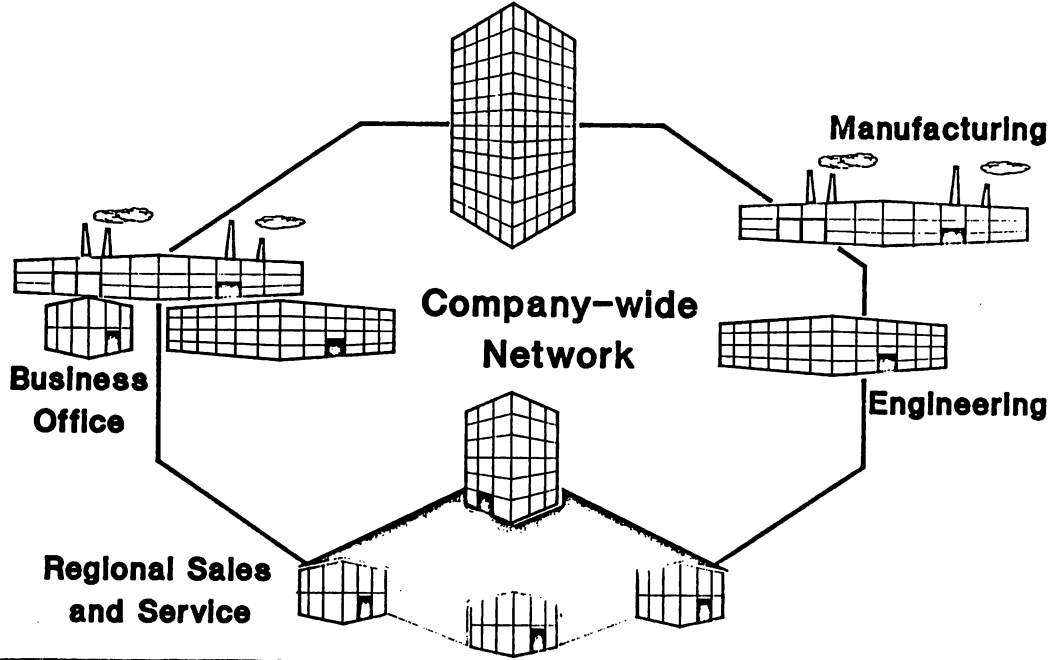 Manufacturing
Company-wide
Network
Business
Office
Engineering
Regional Sales
and Service